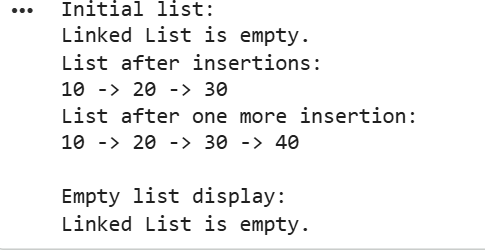 Initial list:
Linked List is empty.
List after insertions:
10 -> 20 -> 30
List after one more insertion:
10 -> 20 -> 30 -> 40

Empty list display:
Linked List is empty.